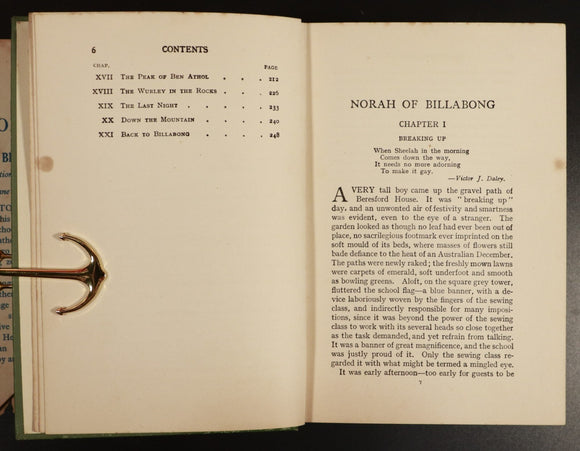 6 CONTENTS
CHAP. PAGE
XVII The Peak of Ben Athol . . . 212
XVIII The Wurley in the Rocks . . . 226
XIX The Last Night . . . . . 233
XX Down the Mountain . . . . 240
XXI Back to Billabong . . . . 248
NORAH OF BILLABONG
CHAPTER I
BREAKING UP
When Sheelah in the morning
Comes down the way,
It needs no more adorning
To make it gay.
—Victor J. Daley.
A VERY tall boy came up the gravel path of
Beresford House. It was "breaking up"
day, and an unwonted air of festivity and smartness
was evident, even to the eye of a stranger. The
garden looked as though no leaf had ever been out of
place, no sacrilegious footmark ever imprinted on the
soft mould of its beds, where masses of flowers still
bade defiance to the heat of an Australian December.
The paths were newly raked; the freshly mown lawns
were carpets of emerald, soft underfoot and smooth
as bowling greens. Aloft, on the square grey tower,
fluttered the school flag—a blue banner, with a de-
vice laboriously woven by the fingers of the sewing
class, and indirectly responsible for many imposi-
tions, since it was beyond the power of the sewing
class to work with its several heads so close together
as the task demanded, and yet refrain from talking.
It was a banner of great magnificence, and the school
was justly proud of it. Only the sewing class re-
garded it with what might be termed a mingled eye.
It was early afternoon—too early for guests to be
7